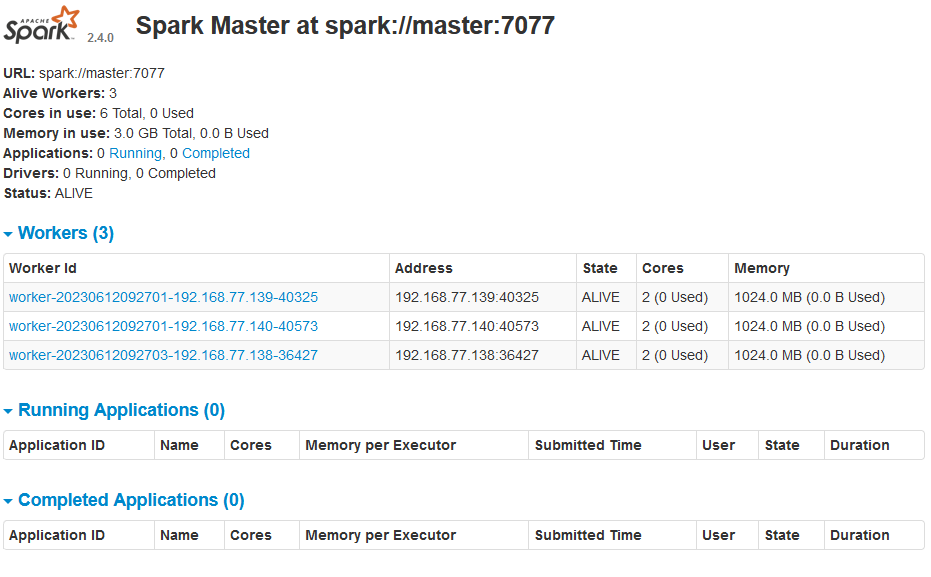 APACHE
Spark 2.4.0 Spark Master at spark://master:7077
URL: spark://master:7077
Alive Workers: 3
Cores in use: 6 Total, 0 Used
Memory in use: 3.0 GB Total, 0.0 B Used
Applications: 0 Running, 0 Completed
Drivers: 0 Running, 0 Completed
Status: ALIVE
Workers (3)
Worker Id Address State Cores Memory
worker-20230612092701-192.168.77.139-40325 192.168.77.139:40325 ALIVE 2 (0 Used) 1024.0 MB (0.0 B Used)
worker-20230612092701-192.168.77.140-40573 192.168.77.140:40573 ALIVE 2 (0 Used) 1024.0 MB (0.0 B Used)
worker-20230612092703-192.168.77.138-36427 192.168.77.138:36427 ALIVE 2 (0 Used) 1024.0 MB (0.0 B Used)
Running Applications (0)
Application ID Name Cores Memory per Executor Submitted Time User State Duration
Completed Applications (0)
Application ID Name Cores Memory per Executor Submitted Time User State Duration